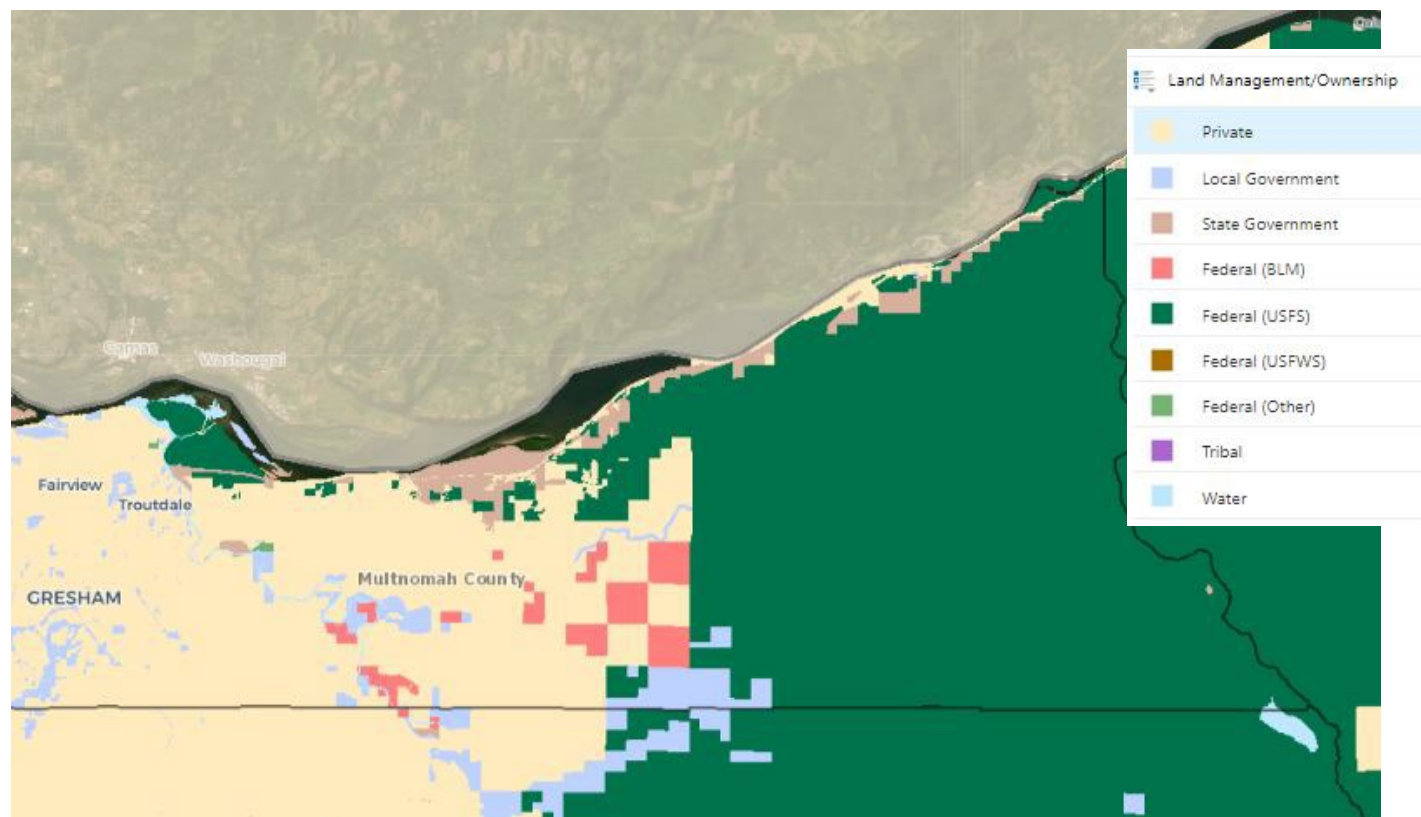 Land Management/Ownership
Private
Local Government
State Government
Federal (BLM)
Federal (USFS)
Federal (USFWS)
Federal (Other)
Tribal
Water
Camas
Washougal
Fairview
Troutdale
Multnomah County
GRESHAM